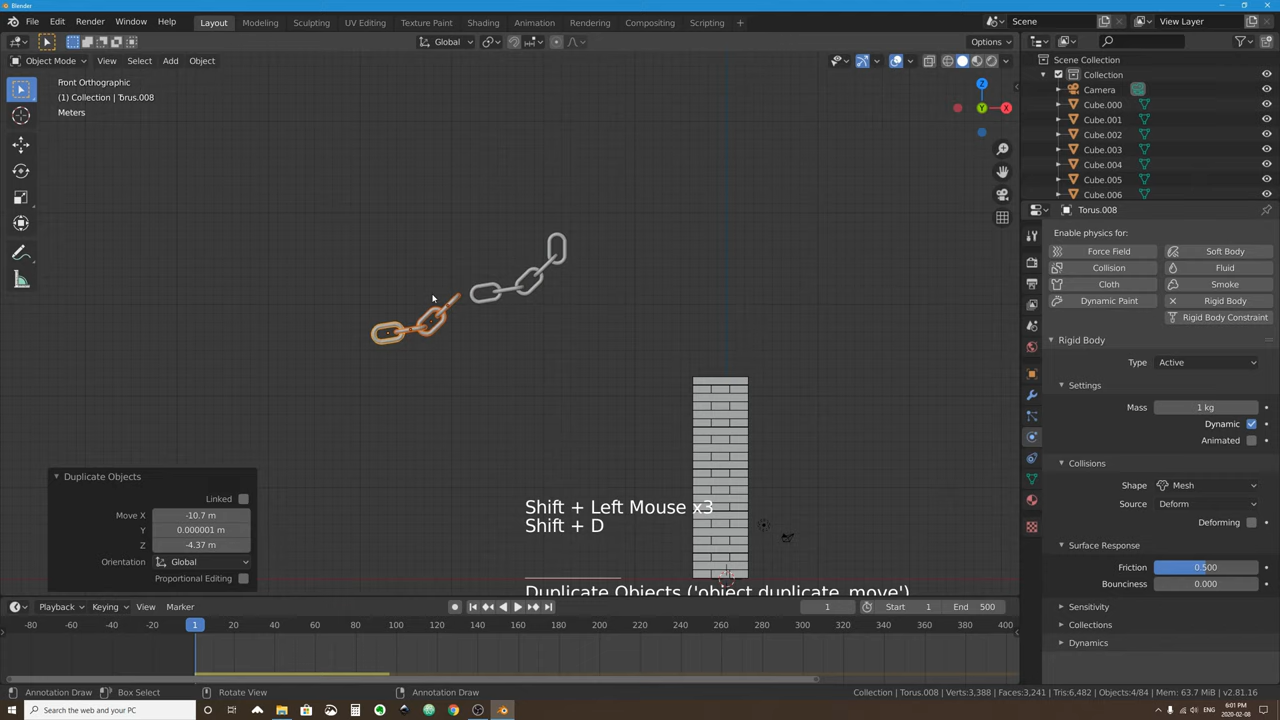 Blender
File Edit Render Window Help Layout Modeling Sculpting UV Editing Texture Paint Shading Animation Rendering Compositing Scripting + Scene View Layer
Global Options
Object Mode View Select Add Object
Front Orthographic
(1) Collection | Torus.008
Meters
Z
Y
X
Scene Collection
Collection
Camera
Cube.000
Cube.001
Cube.002
Cube.003
Cube.004
Cube.005
Cube.006
Torus.008
Enable physics for:
Force Field Soft Body
Collision Fluid
Cloth Smoke
Dynamic Paint Rigid Body
Rigid Body Constraint
Rigid Body
Type Active
Settings
Mass 1 kg
Dynamic
Animated
Collisions
Shape Mesh
Source Deform
Deforming
Surface Response
Friction 0.500
Bounciness 0.000
Sensitivity
Collections
Dynamics
Duplicate Objects
Linked
Move X -10.7 m
Y 0.000001 m
Z -4.37 m
Orientation Global
Proportional Editing
Shift + Left Mouse x3
Shift + D
Duplicate Objects ('object.duplicate_move')
Playback Keying View Marker 1 Start 1 End 500
-80 -60 -40 -20 1 20 40 60 80 100 120 140 160 180 200 220 240 260 280 300 320 340 360 380 400
Annotation Draw Box Select Rotate View Annotation Draw Collection | Torus.008 | Verts:3,388 | Faces:3,241 | Tris:6,482 | Objects:4/84 | Mem: 63.7 MiB | v2.81.16
Search the web and your PC
6:01 PM
2020-02-08